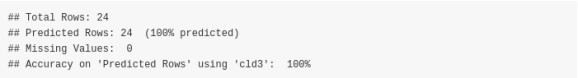 ## Total Rows: 24
## Predicted Rows: 24  (100% predicted)
## Missing Values:  0
## Accuracy on 'Predicted Rows' using 'cld3':  100%